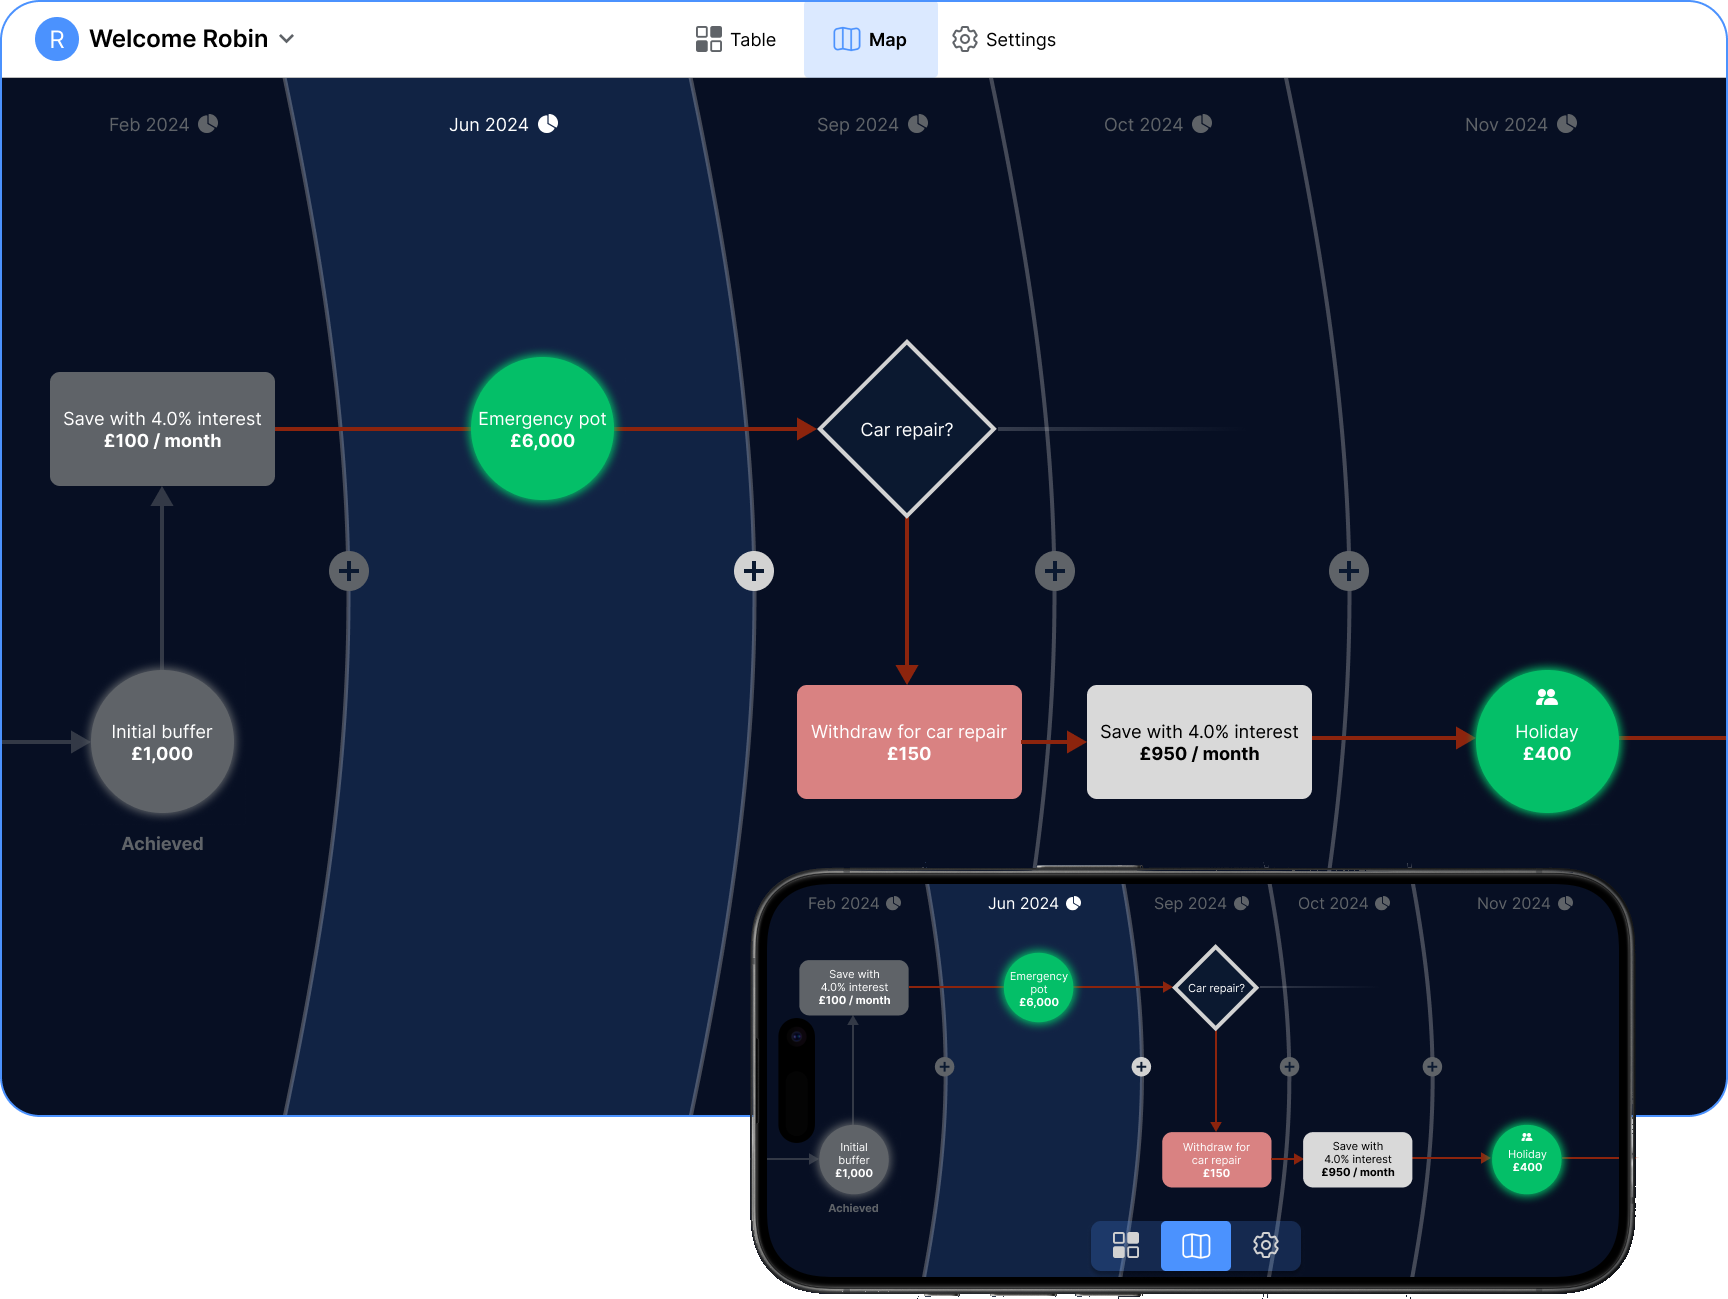 R
Welcome Robin
Table
Map
Settings
Feb 2024
Jun 2024
Sep 2024
Oct 2024
Nov 2024
Save with 4.0% interest
£100 / month
Emergency pot
£6,000
Car repair?
Initial buffer
£1,000
Achieved
Withdraw for car repair
£150
Save with 4.0% interest
£950 / month
Holiday
£400
Feb 2024
Jun 2024
Sep 2024
Oct 2024
Nov 2024
Save with
4.0% interest
£100 / month
Emergency
pot
£6,000
Car repair?
Initial
buffer
£1,000
Achieved
Withdraw for
car repair
£150
Save with
4.0% interest
£950 / month
Holiday
£400